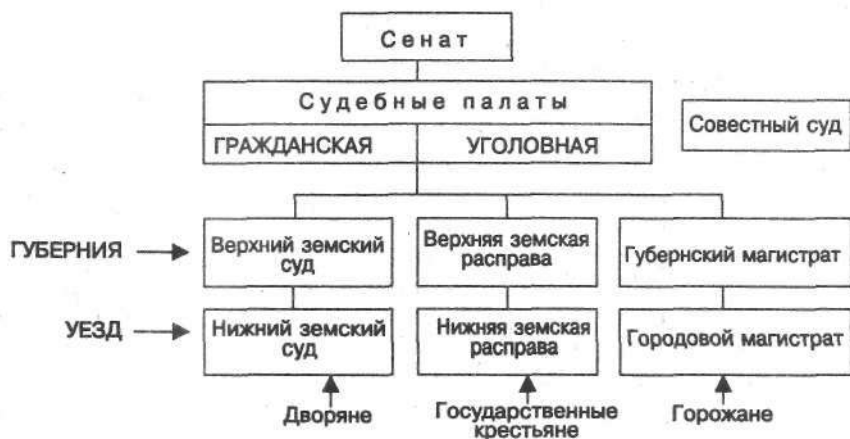 Сенат
Судебные палаты
ГРАЖДАНСКАЯ УГОЛОВНАЯ
Совестный суд
ГУБЕРНИЯ
Верхний земский
суд
Верхняя земская
расправа
Губернский магистрат
УЕЗД
Нижний земский
суд
Нижняя земская
расправа
Городовой магистрат
Дворяне
Государственные
крестьяне
Горожане